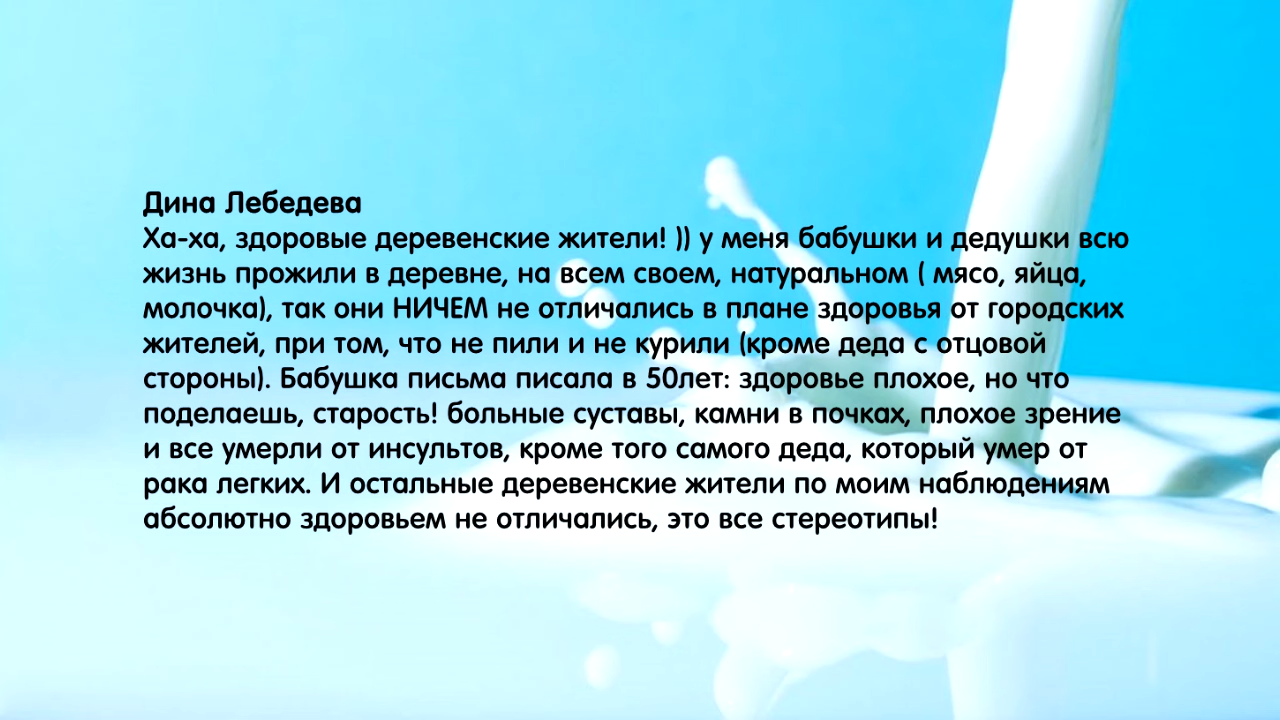 Дина Лебедева
Ха-ха, здоровые деревенские жители! )) у меня бабушки и дедушки всю
жизнь прожили в деревне, на всем своем, натуральном ( мясо, яйца,
молочка), так они НИЧЕМ не отличались в плане здоровья от городских
жителей, при том, что не пили и не курили (кроме деда с отцовой
стороны). Бабушка письма писала в 50лет: здоровье плохое, но что
поделаешь, старость! больные суставы, камни в почках, плохое зрение
и все умерли от инсультов, кроме того самого деда, который умер от
рака легких. И остальные деревенские жители по моим наблюдениям
абсолютно здоровьем не отличались, это все стереотипы!